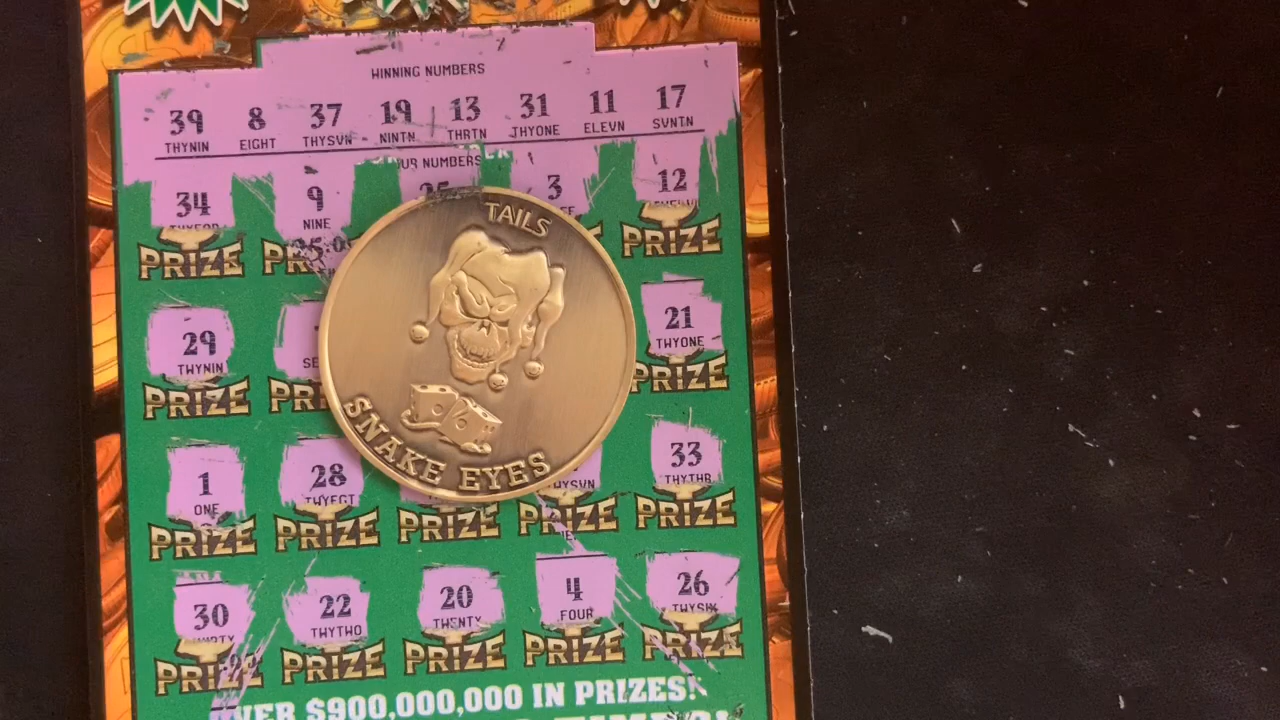 WINNING NUMBERS
39 8 37 19 13 31 11 17
THYNIN EIGHT THYSVN NINTN THRTN THYONE ELEVN SVNTN
YOUR NUMBERS
34 9 25 3 12
NINE
PRIZE PRIZE
TAILS
29 21
THYNIN THYONE
PRIZE PRIZE
SNAKE EYES
1 28 33
ONE THYEGT THYTHR
PRIZE PRIZE PRIZE PRIZE PRIZE
30 22 20 4 26
THYTWO TWENTY FOUR THYSIX
PRIZE PRIZE PRIZE PRIZE PRIZE
OVER $900,000,000 IN PRIZES!